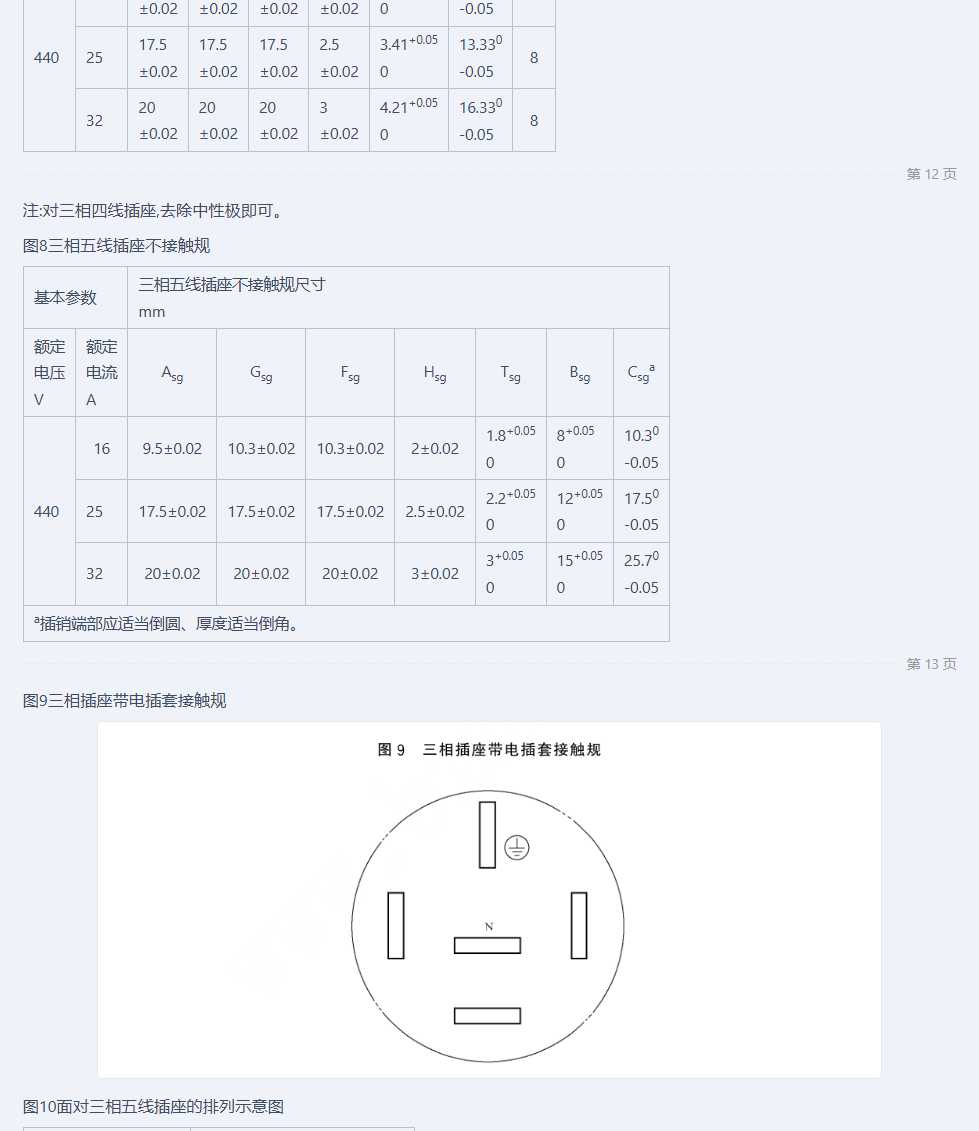 ±0.02 ±0.02 ±0.02 ±0.02 0 -0.05
440 25 17.5 ±0.02 17.5 ±0.02 17.5 ±0.02 2.5 ±0.02 3.41+0.05 0 13.330 -0.05 8
32 20 ±0.02 20 ±0.02 20 ±0.02 3 ±0.02 4.21+0.05 0 16.330 -0.05 8
第 12 页
注:对三相四线插座,去除中性极即可。
图8三相五线插座不接触规
基本参数 三相五线插座不接触规尺寸 mm
额定电压 V 额定电流 A Asg Gsg Fsg Hsg Tsg Bsg Csga
440 16 9.5±0.02 10.3±0.02 10.3±0.02 2±0.02 1.8+0.05 0 8+0.05 0 10.30 -0.05
25 17.5±0.02 17.5±0.02 17.5±0.02 2.5±0.02 2.2+0.05 0 12+0.05 0 17.50 -0.05
32 20±0.02 20±0.02 20±0.02 3±0.02 3+0.05 0 15+0.05 0 25.70 -0.05
a插销端部应适当倒圆、厚度适当倒角。
第 13 页
图9三相插座带电插套接触规
图 9 三相插座带电插套接触规
N
图10面对三相五线插座的排列示意图